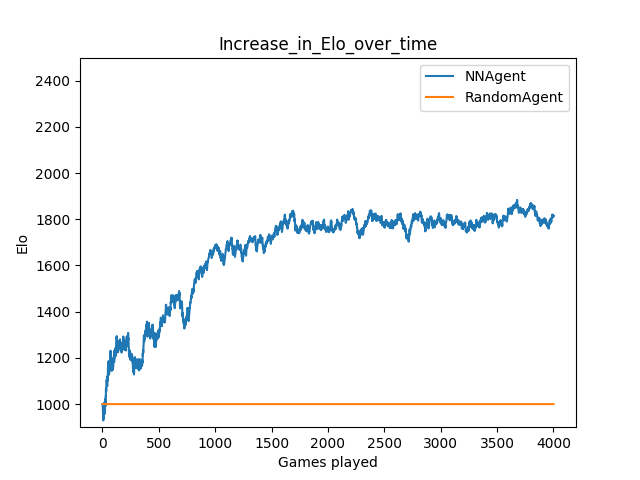 Increase_in_Elo_over_time
NNAgent
RandomAgent
2400
2200
2000
1800
1600
1400
1200
1000
Elo
0 500 1000 1500 2000 2500 3000 3500 4000
Games played